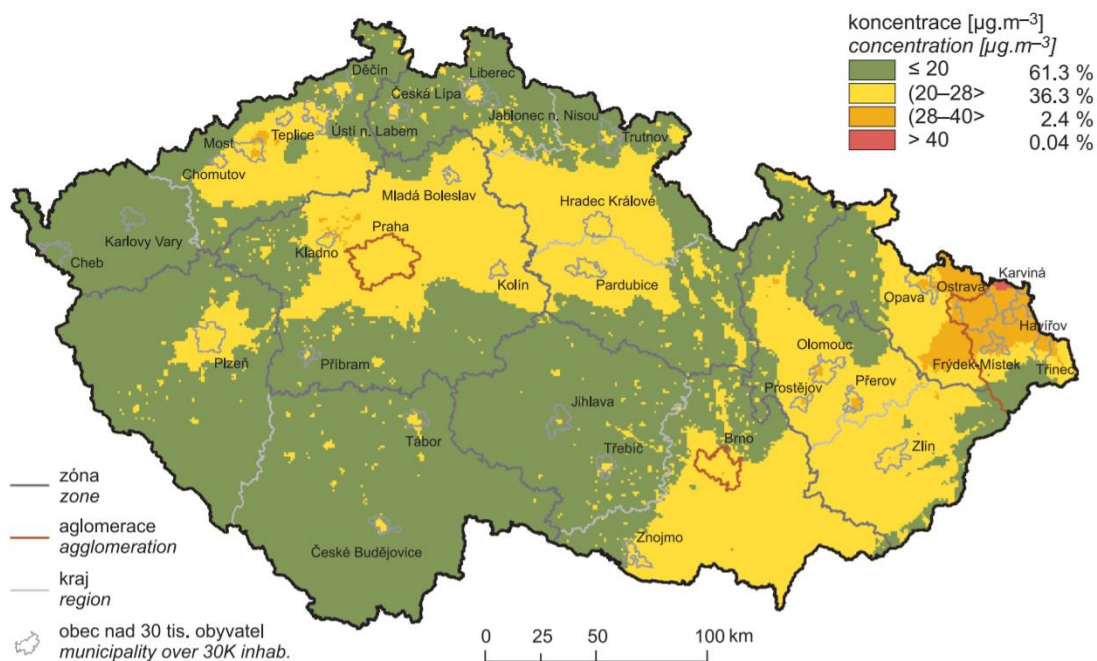 koncentrace [µg.m⁻³]
concentration [µg.m⁻³]
≤ 20 61.3 %
(20–28> 36.3 %
(28–40> 2.4 %
> 40 0.04 %
Děčín
Liberec
Česká Lípa
Jablonec n. Nisou
Teplice
Ústí n. Labem
Trutnov
Most
Chomutov
Mladá Boleslav
Hradec Králové
Karlovy Vary
Praha
Kladno
Cheb
Kolín
Pardubice
Karviná
Ostrava
Opava
Havířov
Olomouc
Plzeň
Příbram
Frýdek-Místek
Třinec
Prostějov
Přerov
Jihlava
Tábor
Brno
Třebíč
Zlín
Znojmo
České Budějovice
zóna
zone
aglomerace
agglomeration
kraj
region
obec nad 30 tis. obyvatel
municipality over 30K inhab.
0 25 50 100 km